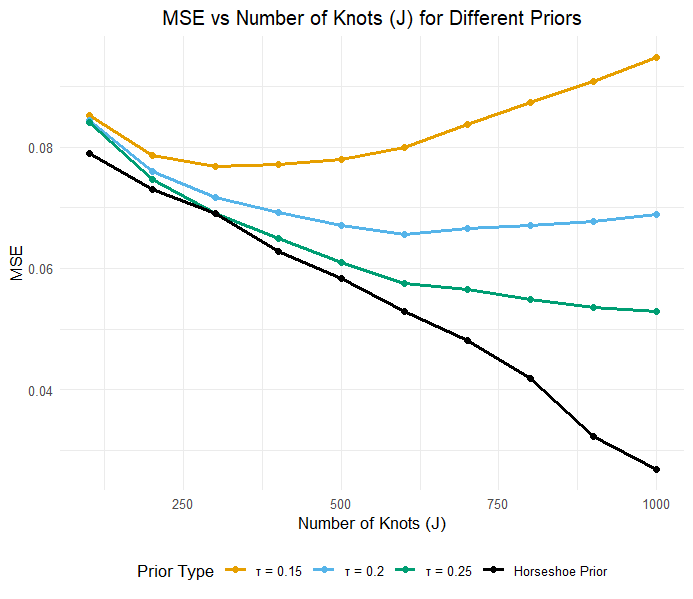 MSE vs Number of Knots (J) for Different Priors
MSE
0.08
0.06
0.04
250 500 750 1000
Number of Knots (J)
Prior Type τ = 0.15 τ = 0.2 τ = 0.25 Horseshoe Prior